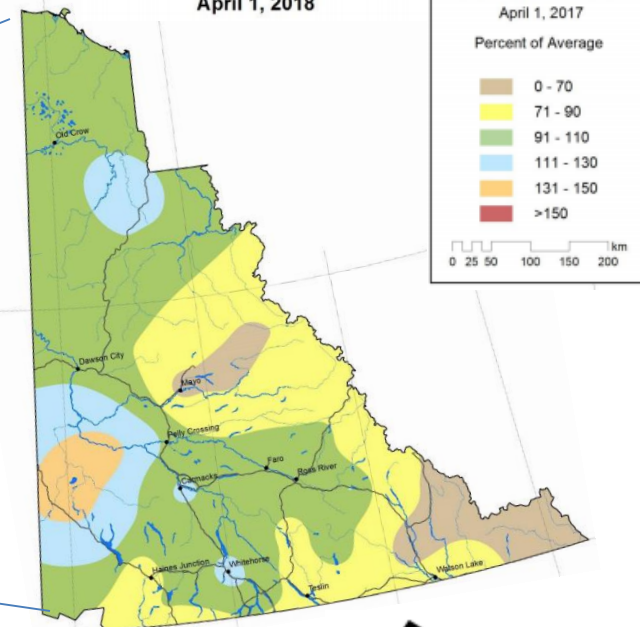 April 1, 2018
April 1, 2017
Percent of Average
0 - 70
71 - 90
91 - 110
111 - 130
131 - 150
>150
km
0 25 50 100 150 200
Old Crow
Dawson City
Mayo
Pelly Crossing
Faro
Ross River
Carmacks
Haines Junction
Whitehorse
Watson Lake
Teslin